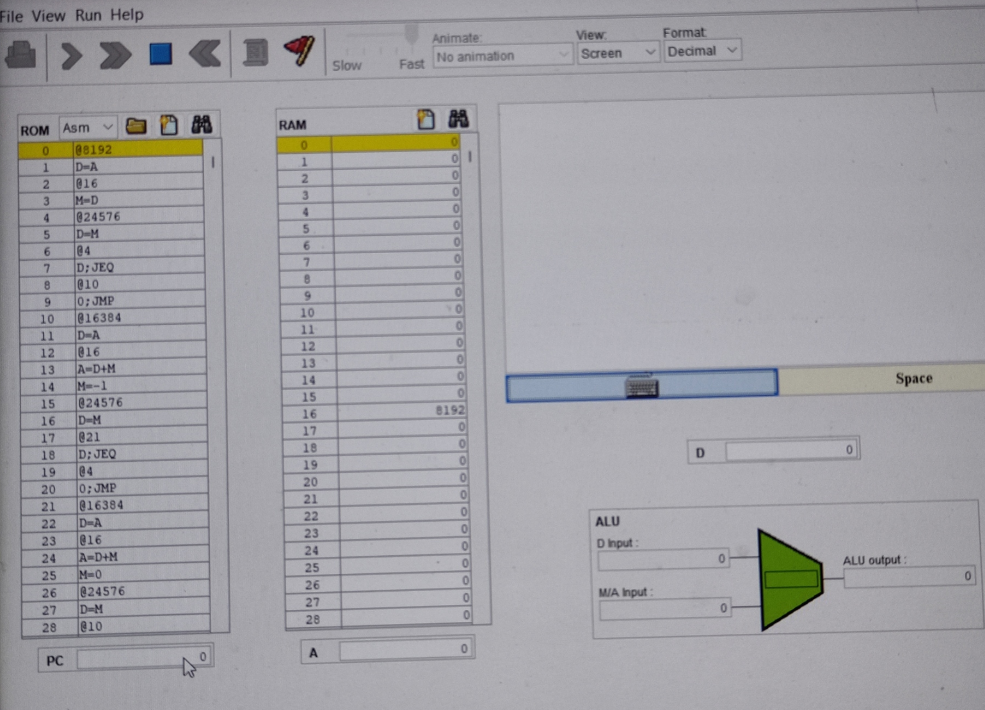 File View Run Help
Slow Fast
Animate:
No animation
View:
Screen
Format:
Decimal
ROM Asm
0 @8192
1 D=A
2 @16
3 M=D
4 @24576
5 D=M
6 @4
7 D;JEQ
8 @10
9 0;JMP
10 @16384
11 D=A
12 @16
13 A=D+M
14 M=-1
15 @24576
16 D=M
17 @21
18 D;JEQ
19 @4
20 0;JMP
21 @16384
22 D=A
23 @16
24 A=D+M
25 M=0
26 @24576
27 D=M
28 @10
PC 0
RAM
0 0
1 0
2 0
3 0
4 0
5 0
6 0
7 0
8 0
9 0
10 0
11 0
12 0
13 0
14 0
15 0
16 8192
17 0
18 0
19 0
20 0
21 0
22 0
23 0
24 0
25 0
26 0
27 0
28 0
A 0
Space
D 0
ALU
D Input :
0
M/A Input :
0
ALU output :
0